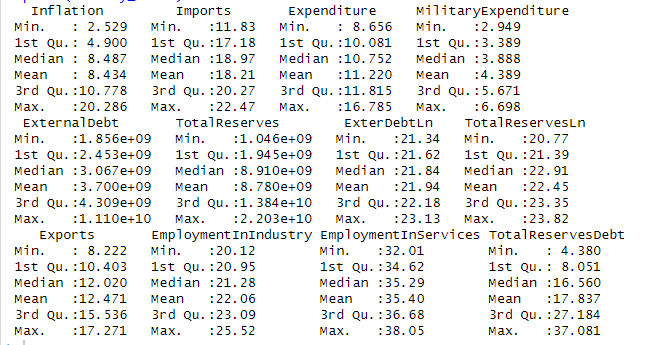 Inflation Imports Expenditure MilitaryExpenditure
Min. : 2.529 Min. :11.83 Min. : 8.656 Min. :2.949
1st Qu.: 4.900 1st Qu.:17.18 1st Qu.:10.081 1st Qu.:3.389
Median : 8.487 Median :18.97 Median :10.752 Median :3.888
Mean : 8.434 Mean :18.21 Mean :11.220 Mean :4.389
3rd Qu.:10.778 3rd Qu.:20.27 3rd Qu.:11.815 3rd Qu.:5.671
Max. :20.286 Max. :22.47 Max. :16.785 Max. :6.698
ExternalDebt TotalReserves ExterDebtLn TotalReservesLn
Min. :1.856e+09 Min. :1.046e+09 Min. :21.34 Min. :20.77
1st Qu.:2.453e+09 1st Qu.:1.945e+09 1st Qu.:21.62 1st Qu.:21.39
Median :3.067e+09 Median :8.910e+09 Median :21.84 Median :22.91
Mean :3.700e+09 Mean :8.780e+09 Mean :21.94 Mean :22.45
3rd Qu.:4.309e+09 3rd Qu.:1.384e+10 3rd Qu.:22.18 3rd Qu.:23.35
Max. :1.110e+10 Max. :2.203e+10 Max. :23.13 Max. :23.82
Exports EmploymentInIndustry EmploymentInServices TotalReservesDebt
Min. : 8.222 Min. :20.12 Min. :32.01 Min. : 4.380
1st Qu.:10.403 1st Qu.:20.95 1st Qu.:34.62 1st Qu.: 8.051
Median :12.020 Median :21.28 Median :35.29 Median :16.560
Mean :12.471 Mean :22.06 Mean :35.40 Mean :17.837
3rd Qu.:15.536 3rd Qu.:23.09 3rd Qu.:36.68 3rd Qu.:27.184
Max. :17.271 Max. :25.52 Max. :38.05 Max. :37.081